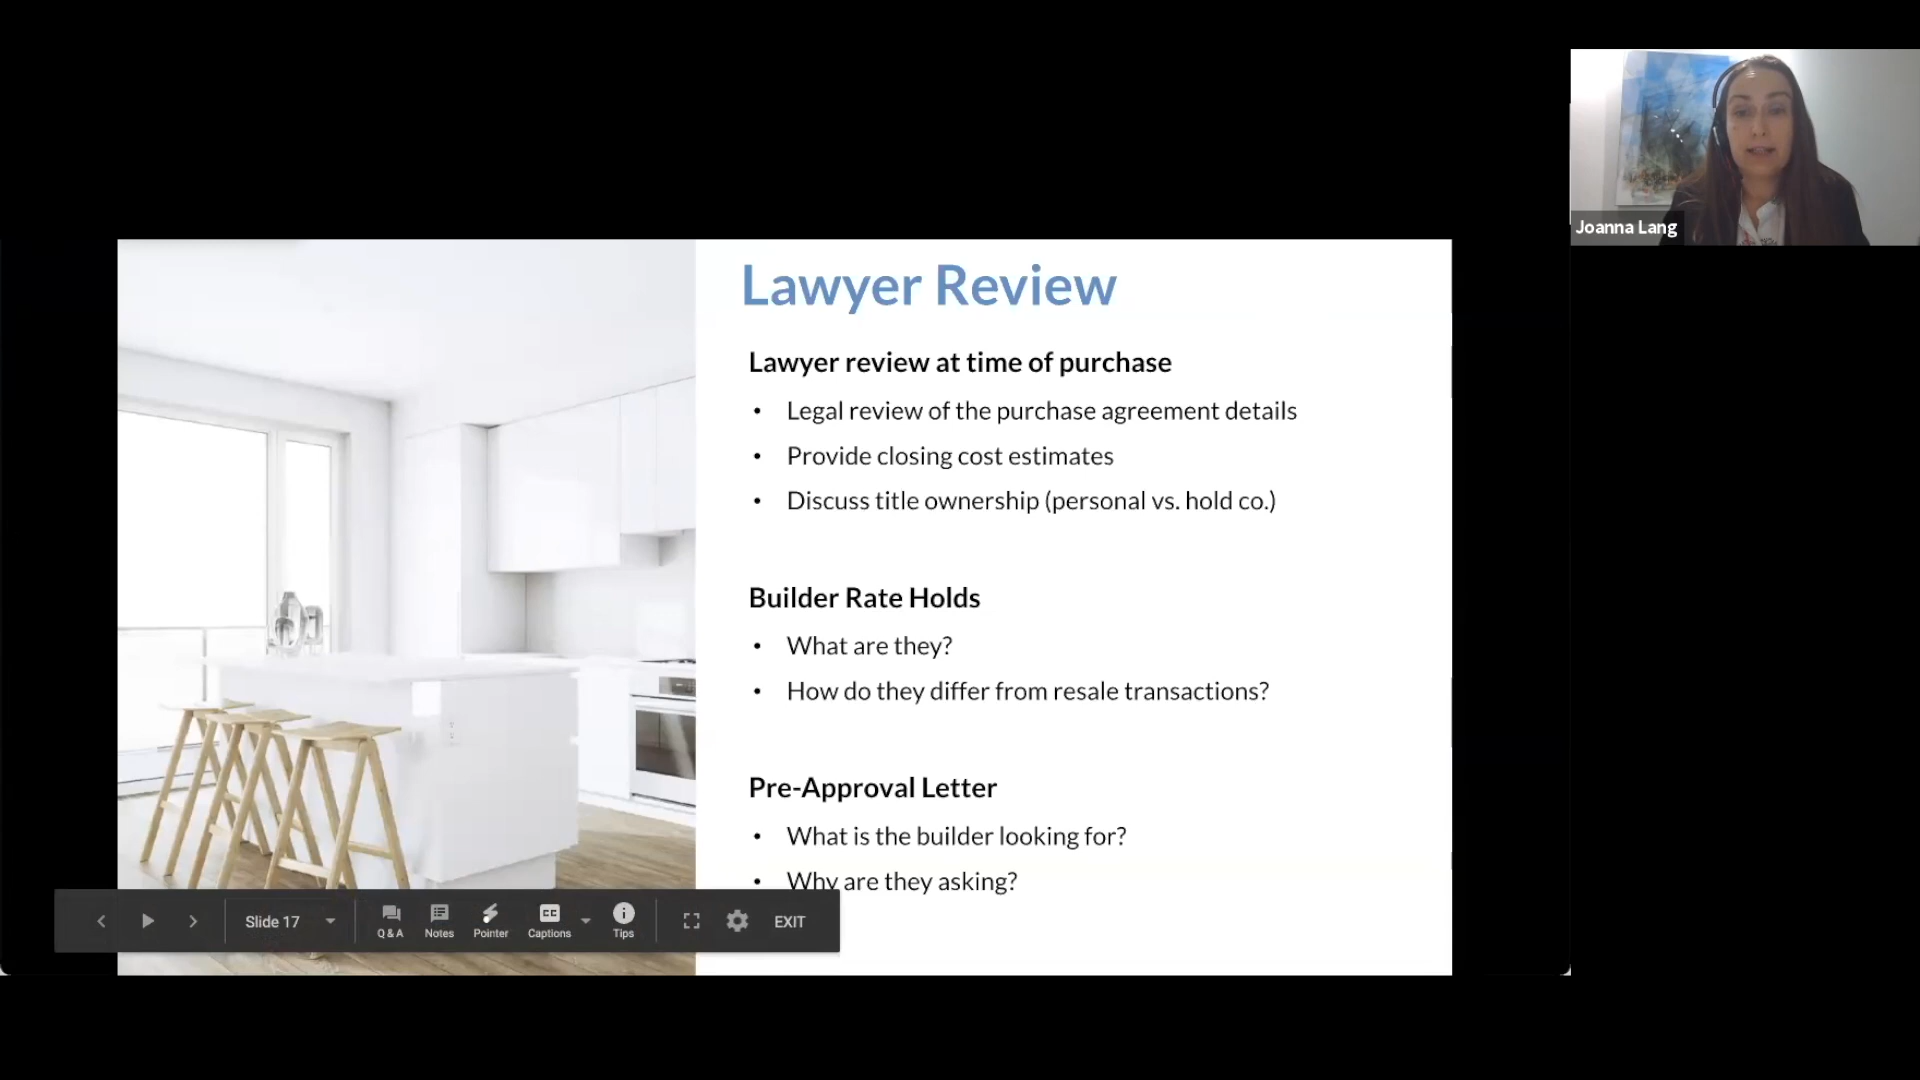 Joanna Lang
Lawyer Review
Lawyer review at time of purchase
• Legal review of the purchase agreement details
• Provide closing cost estimates
• Discuss title ownership (personal vs. hold co.)
Builder Rate Holds
• What are they?
• How do they differ from resale transactions?
Pre-Approval Letter
• What is the builder looking for?
• Why are they asking?
Slide 17
Q & A
Notes
Pointer
CC
Captions
Tips
EXIT